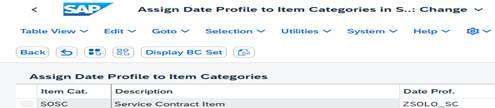 SAP Assign Date Profile to Item Categories in S..: Change
Table View Edit Goto Selection Utilities System Help
Back Display BC Set
Assign Date Profile to Item Categories
Item Cat. Description Date Prof.
SOSC Service Contract Item ZSOLO_SC